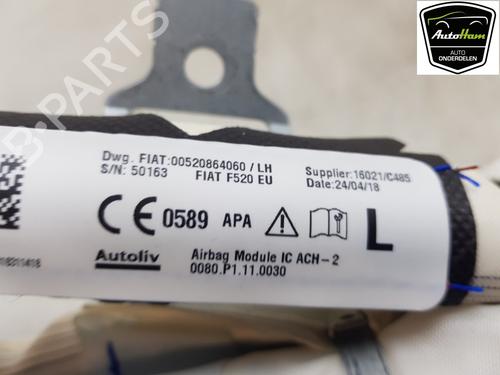 AutoHam
AUTO
ONDERDELEN
B-PARTS
Dwg. FIAT:00520864060 / LH
S/N: 50163 FIAT F520 EU
Supplier:16021/C485
Date:24/04/18
CE 0589 APA L
Autoliv
Airbag Module IC ACH-2
0080.P1.11.0030